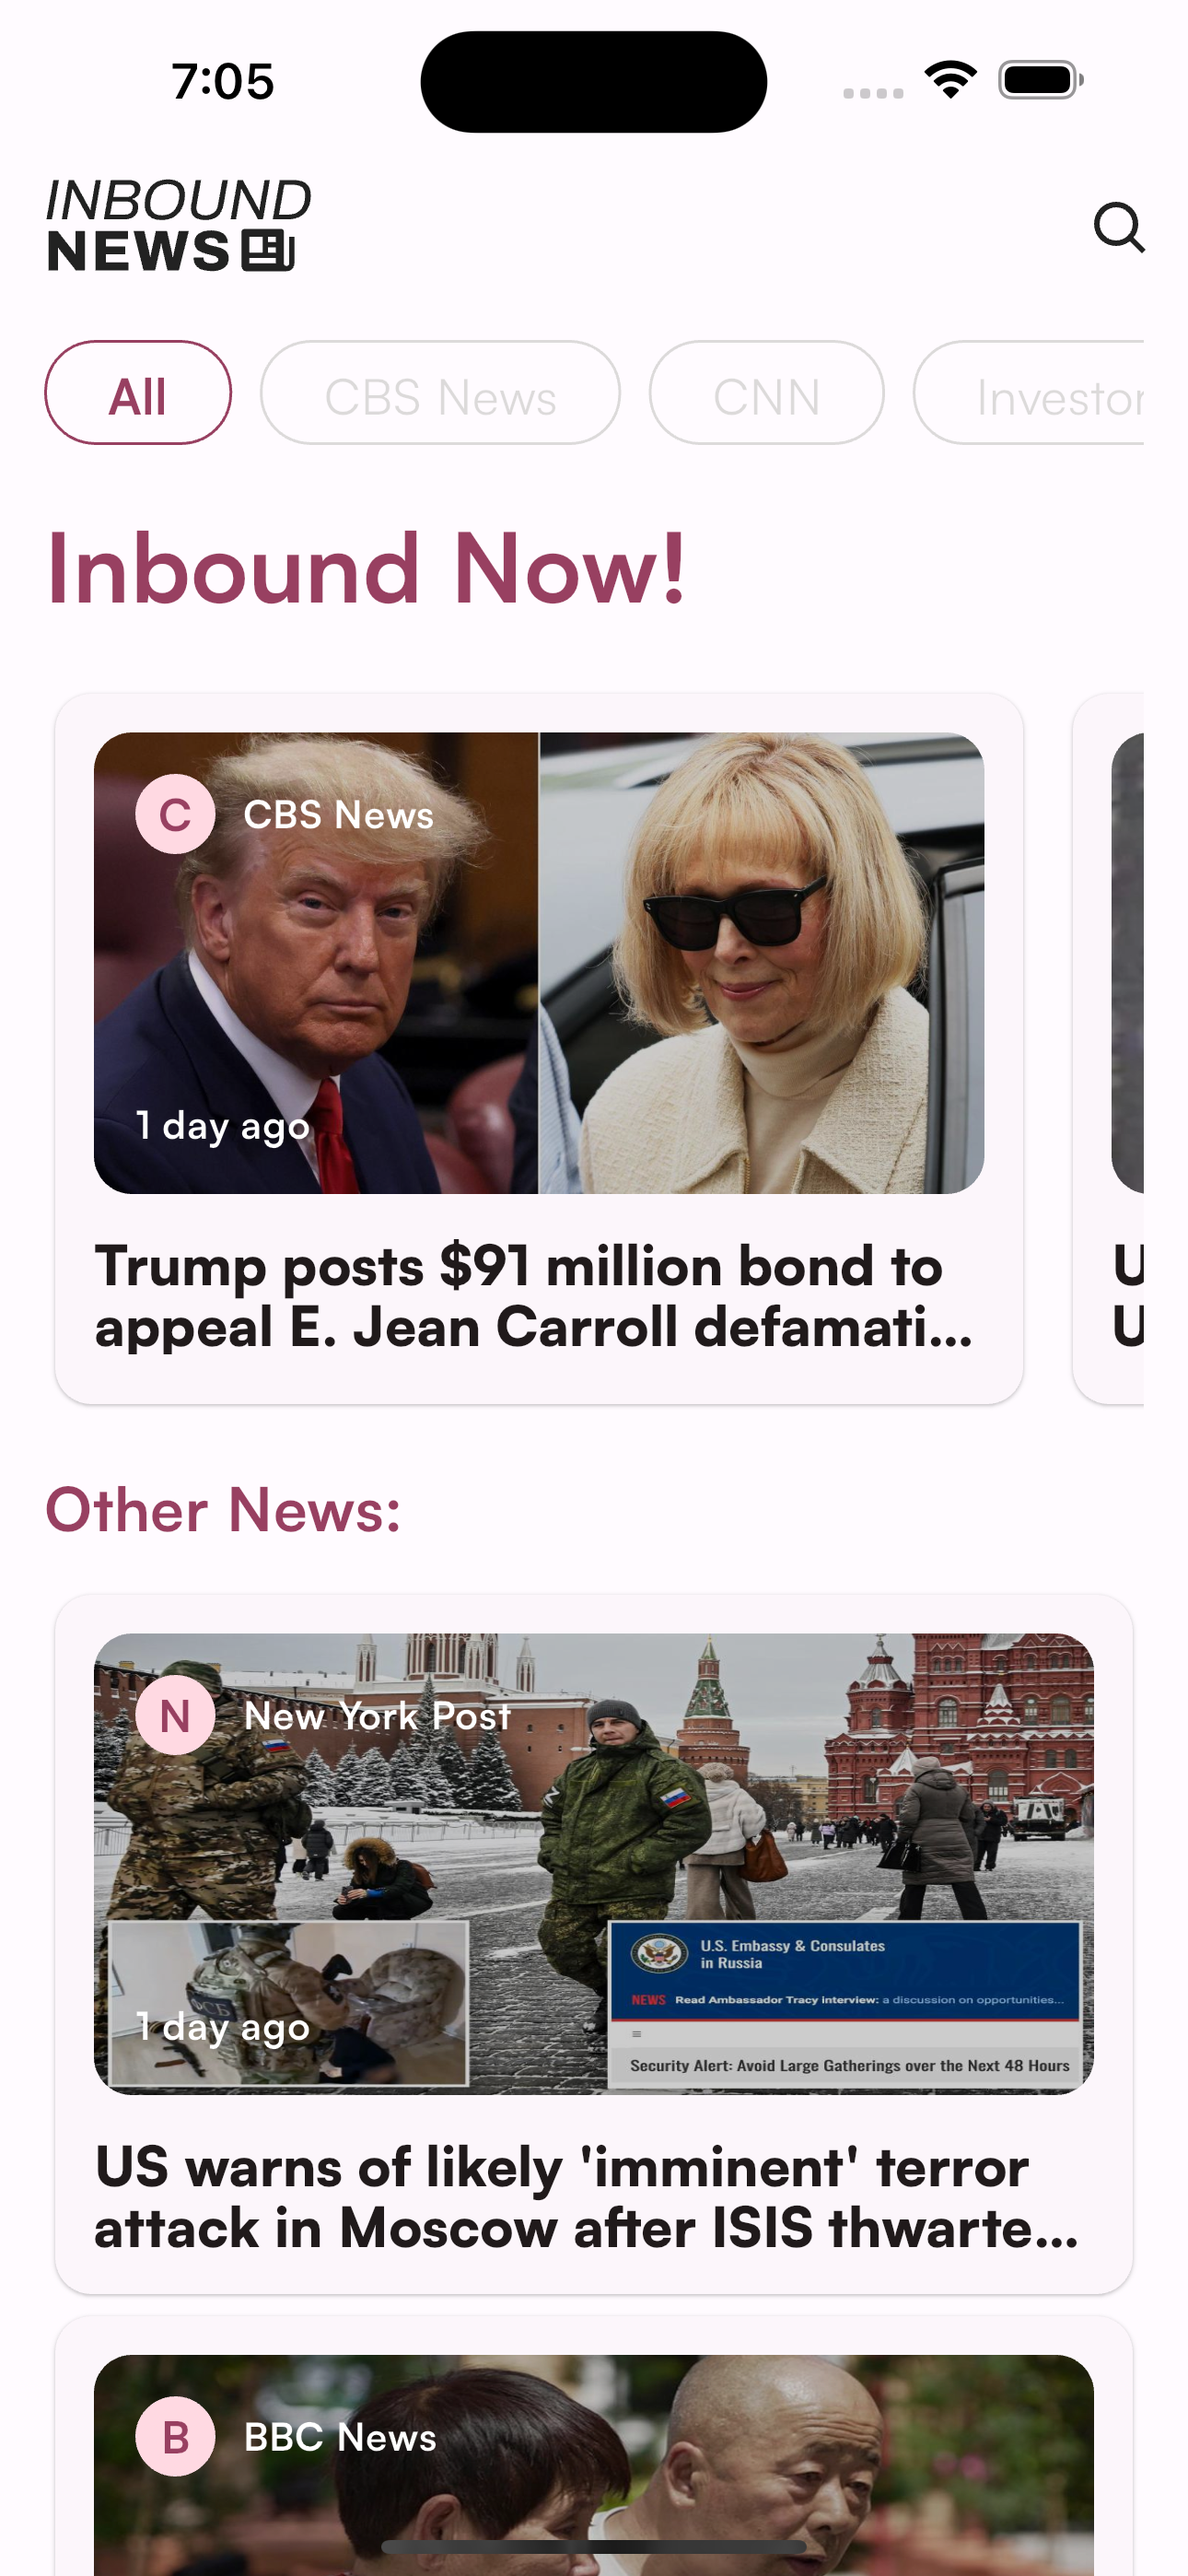 7:05
INBOUND
NEWS
All
CBS News
CNN
Investor
Inbound Now!
C
CBS News
1 day ago
Trump posts $91 million bond to
appeal E. Jean Carroll defamati...
U
U
Other News:
N
New York Post
U.S. Embassy & Consulates
in Russia
NEWS Read Ambassador Tracy interview: a discussion on opportunities...
ФСБ
1 day ago
Security Alert: Avoid Large Gatherings over the Next 48 Hours
US warns of likely 'imminent' terror
attack in Moscow after ISIS thwarte...
B
BBC News